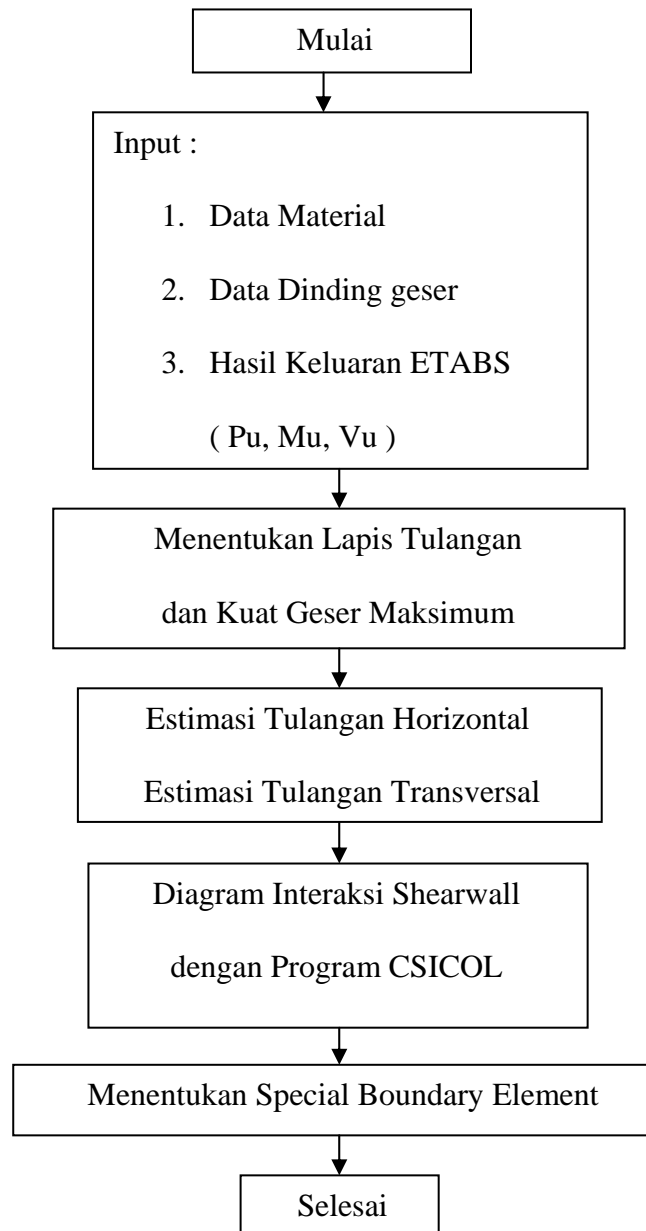 Mulai
Input :
1. Data Material
2. Data Dinding geser
3. Hasil Keluaran ETABS
( Pu, Mu, Vu )
Menentukan Lapis Tulangan
dan Kuat Geser Maksimum
Estimasi Tulangan Horizontal
Estimasi Tulangan Transversal
Diagram Interaksi Shearwall
dengan Program CSICOL
Menentukan Special Boundary Element
Selesai